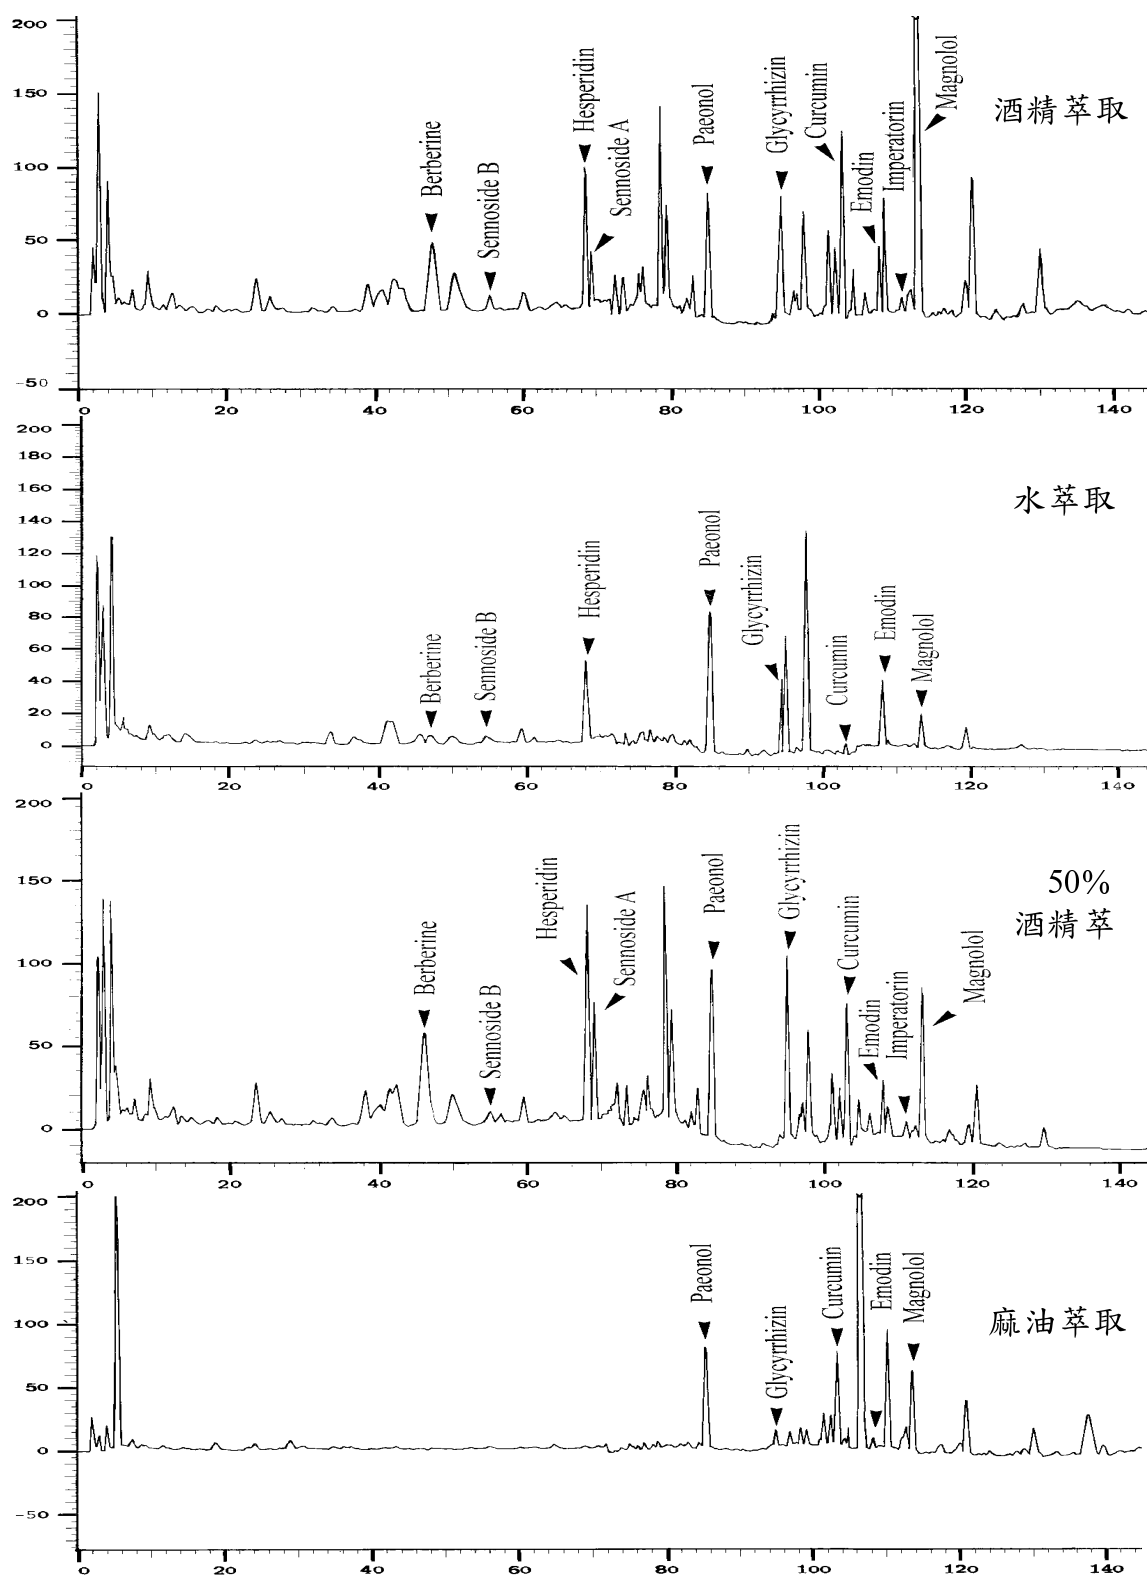 200
150
100
50
0
-50
0 20 40 60 80 100 120 140
Berberine
Sennoside B
Hesperidin
Sennoside A
Paeonol
Glycyrrhizin
Curcumin
Emodin
Imperatorin
Magnolol
酒精萃取
200
180
160
140
120
100
80
60
40
20
0
0 20 40 60 80 100 120 140
Berberine
Sennoside B
Hesperidin
Paeonol
Glycyrrhizin
Curcumin
Emodin
Magnolol
水萃取
200
150
100
50
0
0 20 40 60 80 100 120 140
Berberine
Sennoside B
Hesperidin
Sennoside A
Paeonol
Glycyrrhizin
Curcumin
Emodin
Imperatorin
Magnolol
50%
酒精萃
200
150
100
50
0
-50
0 20 40 60 80 100 120 140
Paeonol
Glycyrrhizin
Curcumin
Emodin
Magnolol
麻油萃取